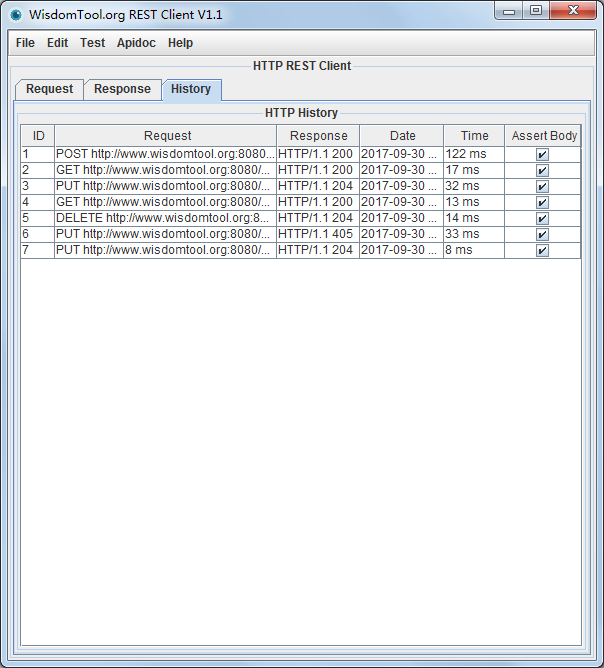 WisdomTool.org REST Client V1.1
File Edit Test Apidoc Help
HTTP REST Client
Request Response History
HTTP History
ID Request Response Date Time Assert Body
1 POST http://www.wisdomtool.org:8080... HTTP/1.1 200 2017-09-30 ... 122 ms
2 GET http://www.wisdomtool.org:8080/... HTTP/1.1 200 2017-09-30 ... 17 ms
3 PUT http://www.wisdomtool.org:8080/... HTTP/1.1 204 2017-09-30 ... 32 ms
4 GET http://www.wisdomtool.org:8080/... HTTP/1.1 200 2017-09-30 ... 13 ms
5 DELETE http://www.wisdomtool.org:8... HTTP/1.1 204 2017-09-30 ... 14 ms
6 PUT http://www.wisdomtool.org:8080/... HTTP/1.1 405 2017-09-30 ... 33 ms
7 PUT http://www.wisdomtool.org:8080/... HTTP/1.1 204 2017-09-30 ... 8 ms